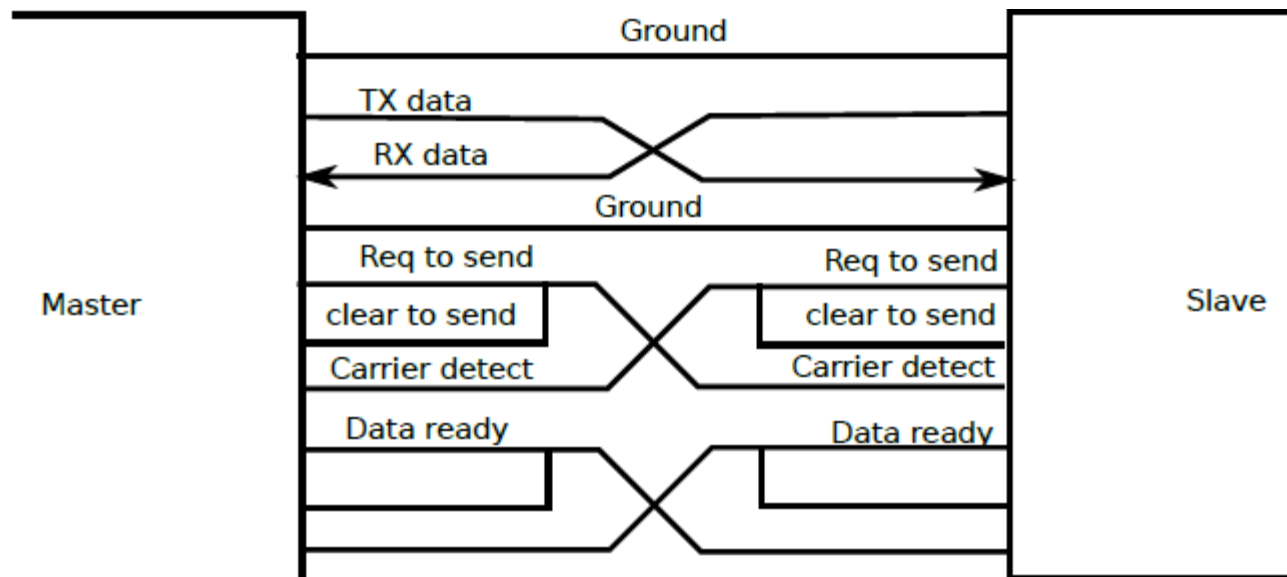 Ground
TX data
RX data
Ground
Req to send
Req to send
Master
clear to send
clear to send
Slave
Carrier detect
Carrier detect
Data ready
Data ready